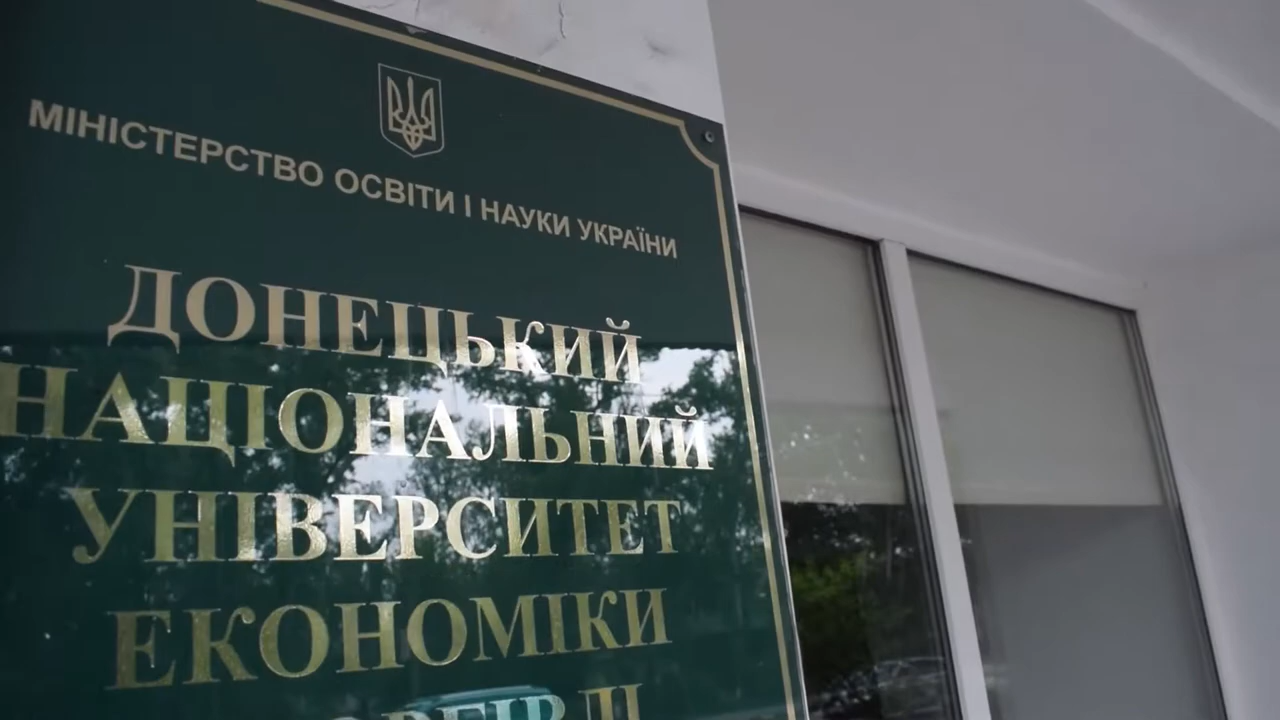 МІНІСТЕРСТВО ОСВІТИ І НАУКИ УКРАЇНИ
ДОНЕЦЬКИЙ
НАЦІОНАЛЬНИЙ
УНІВЕРСИТЕТ
ЕКОНОМІКИ